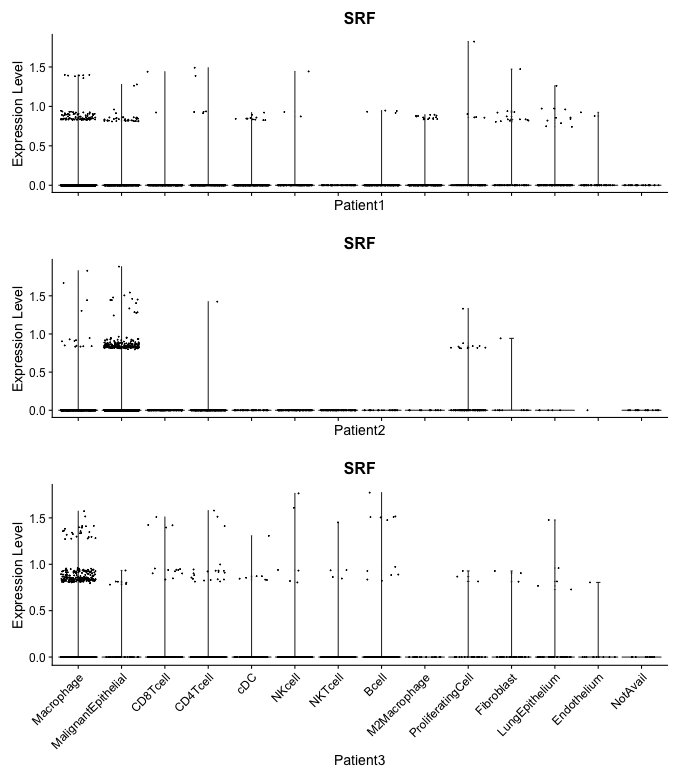 SRF
Expression Level
1.5
1.0
0.5
0.0
Patient1
SRF
Expression Level
1.5
1.0
0.5
0.0
Patient2
SRF
Expression Level
1.5
1.0
0.5
0.0
Macrophage
MalignantEpithelial
CD8Tcell
CD4Tcell
cDC
NKcell
NKTcell
Bcell
M2Macrophage
ProliferatingCell
Fibroblast
LungEpithelium
Endothelium
NotAvail
Patient3